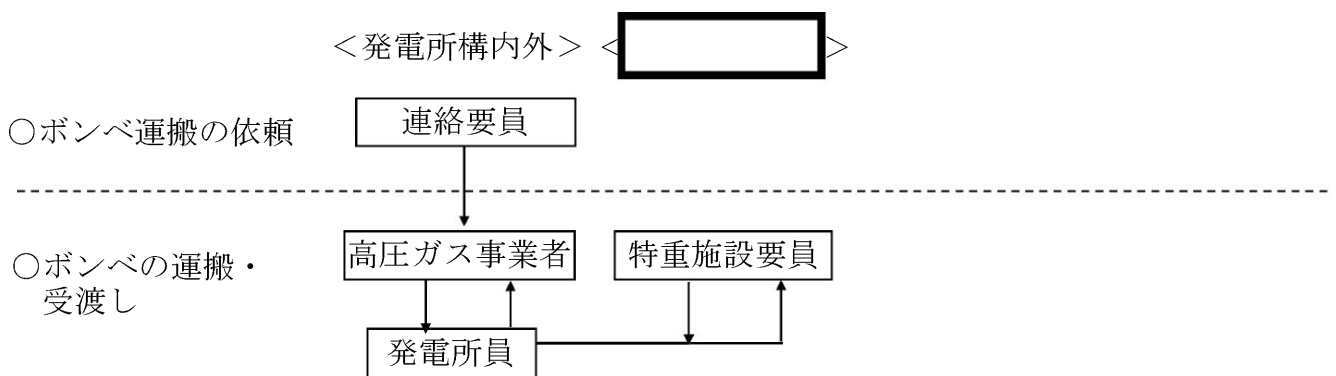 ＜発電所構内外＞ ＜ ＞
○ボンベ運搬の依頼
連絡要員
高圧ガス事業者
特重施設要員
○ボンベの運搬・
受渡し
発電所員